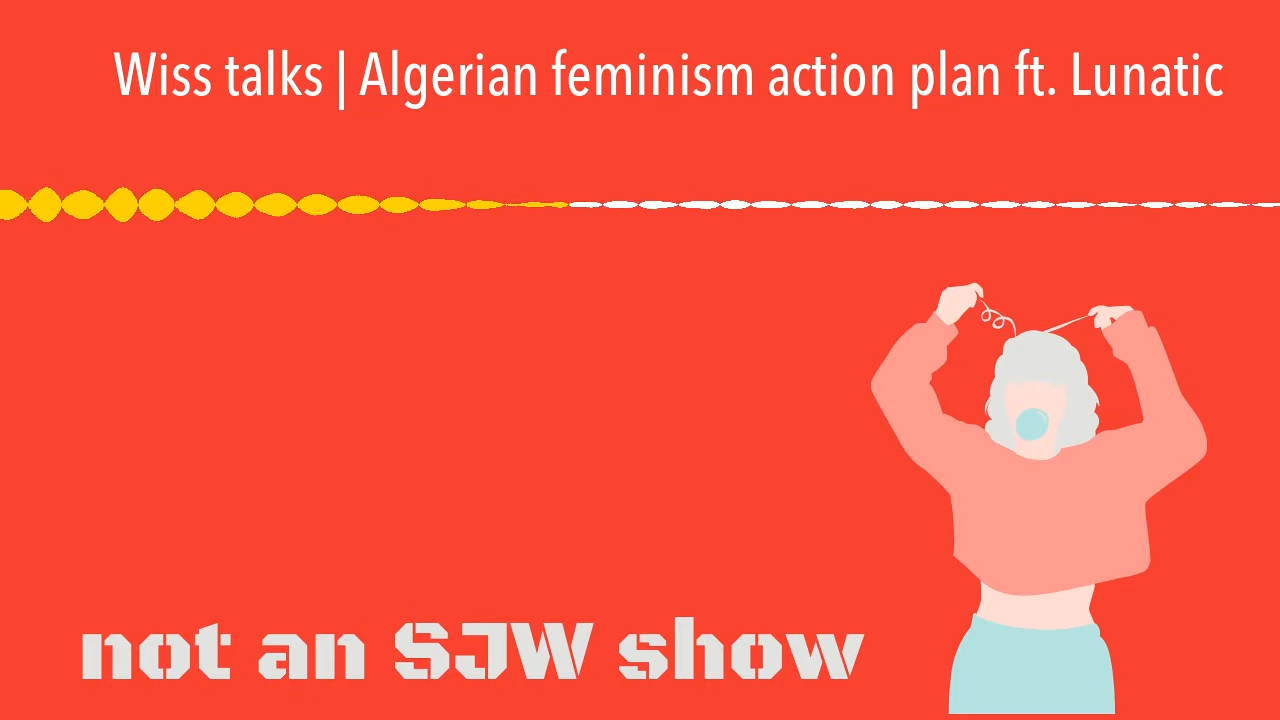 Wiss talks | Algerian feminism action plan ft. Lunatic
not an SJW show